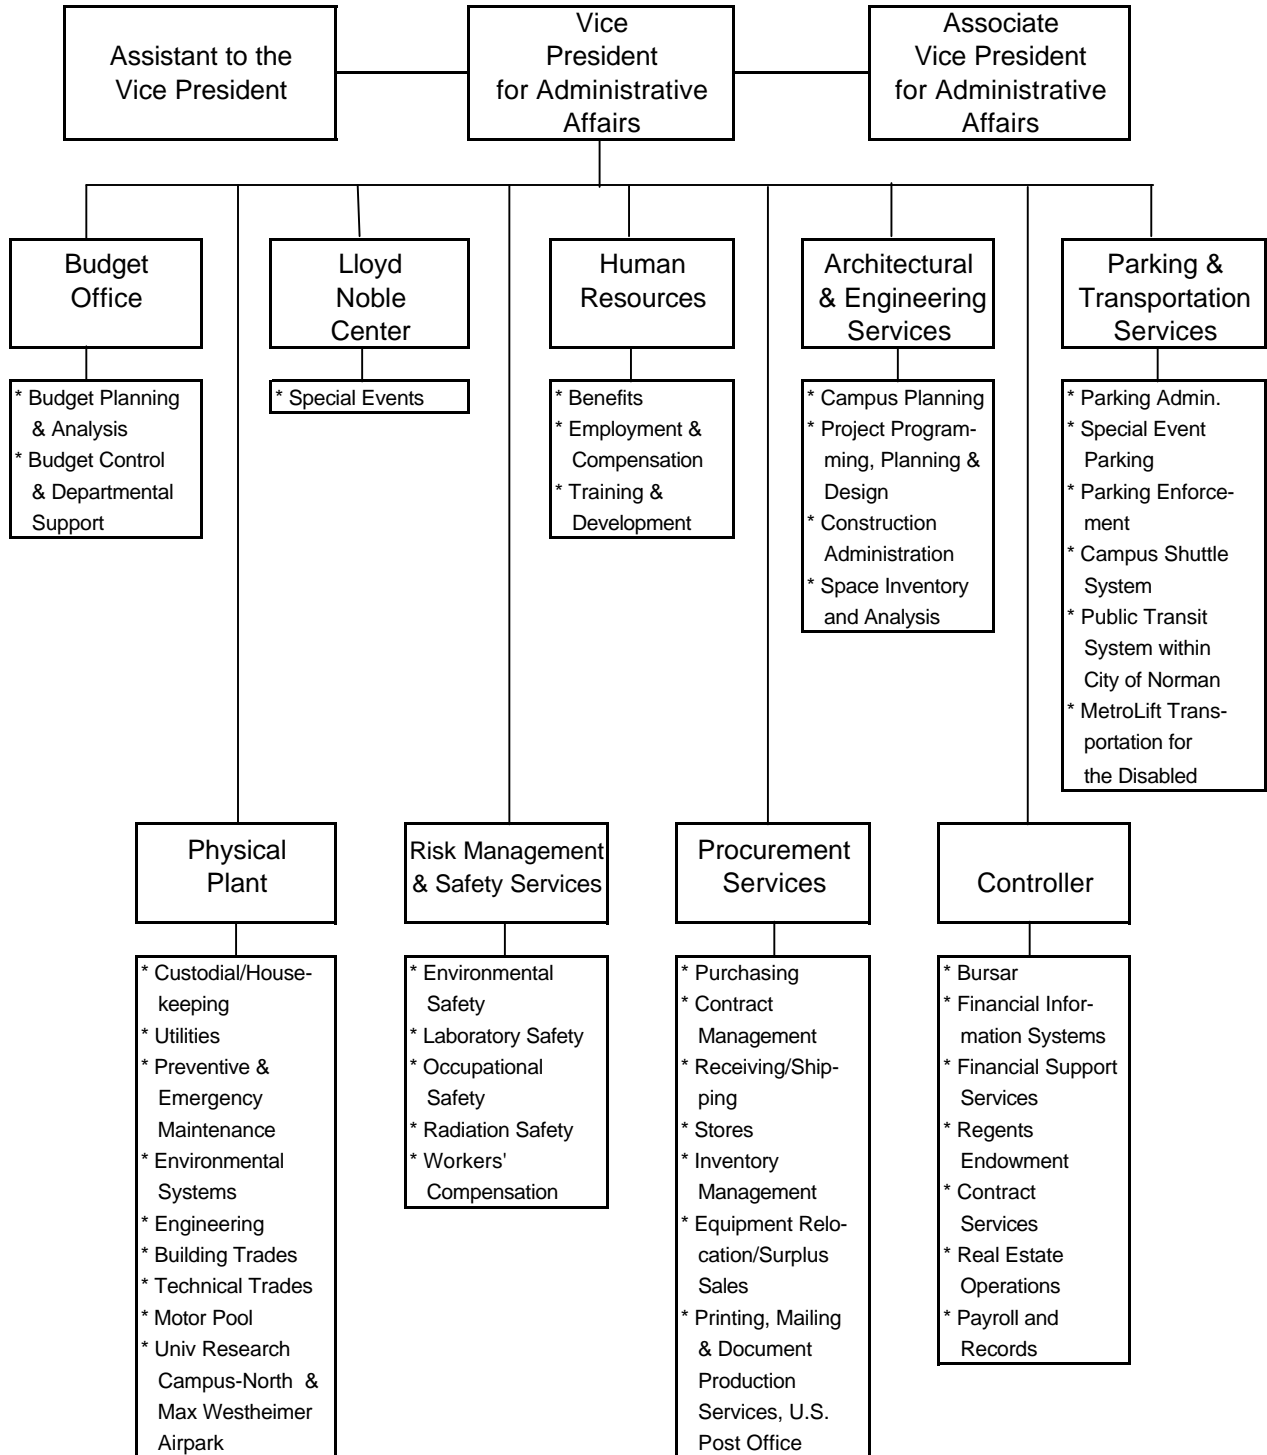 Assistant to the
Vice President
Vice
President
for Administrative
Affairs
Associate
Vice President
for Administrative
Affairs
Budget
Office
Lloyd
Noble
Center
Human
Resources
Architectural
& Engineering
Services
Parking &
Transportation
Services
* Budget Planning
& Analysis
* Budget Control
& Departmental
Support
* Special Events
* Benefits
* Employment &
Compensation
* Training &
Development
* Campus Planning
* Project Program-
ming, Planning &
Design
* Construction
Administration
* Space Inventory
and Analysis
* Parking Admin.
* Special Event
Parking
* Parking Enforce-
ment
* Campus Shuttle
System
* Public Transit
System within
City of Norman
* MetroLift Trans-
portation for
the Disabled
Physical
Plant
Risk Management
& Safety Services
Procurement
Services
Controller
* Custodial/House-
keeping
* Utilities
* Preventive &
Emergency
Maintenance
* Environmental
Systems
* Engineering
* Building Trades
* Technical Trades
* Motor Pool
* Univ Research
Campus-North &
Max Westheimer
Airpark
* Environmental
Safety
* Laboratory Safety
* Occupational
Safety
* Radiation Safety
* Workers'
Compensation
* Purchasing
* Contract
Management
* Receiving/Ship-
ping
* Stores
* Inventory
Management
* Equipment Relo-
cation/Surplus
Sales
* Printing, Mailing
& Document
Production
Services, U.S.
Post Office
* Bursar
* Financial Infor-
mation Systems
* Financial Support
Services
* Regents
Endowment
* Contract
Services
* Real Estate
Operations
* Payroll and
Records